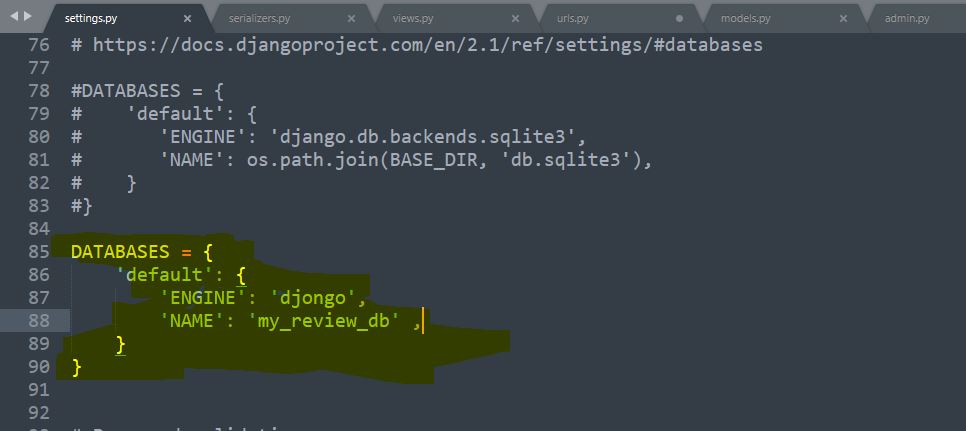 settings.py × serializers.py × views.py × urls.py models.py × admin.py
76 # https://docs.djangoproject.com/en/2.1/ref/settings/#databases
77
78 #DATABASES = {
79 #    'default': {
80 #       'ENGINE': 'django.db.backends.sqlite3',
81 #       'NAME': os.path.join(BASE_DIR, 'db.sqlite3'),
82 #    }
83 #}
84
85 DATABASES = {
86     'default': {
87         'ENGINE': 'djongo',
88         'NAME': 'my_review_db' ,
89     }
90 }
91
92